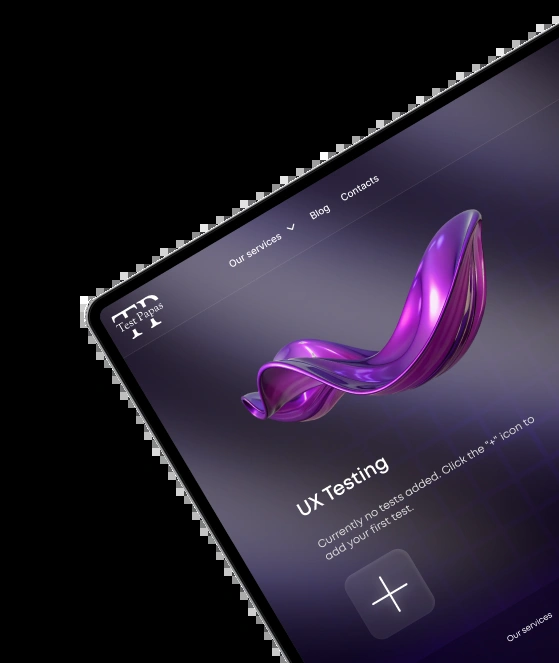 Our services
Blog
Contacts
Test Papas
UX Testing
Currently no tests added. Click the "+" icon to
add your first test.
Our services